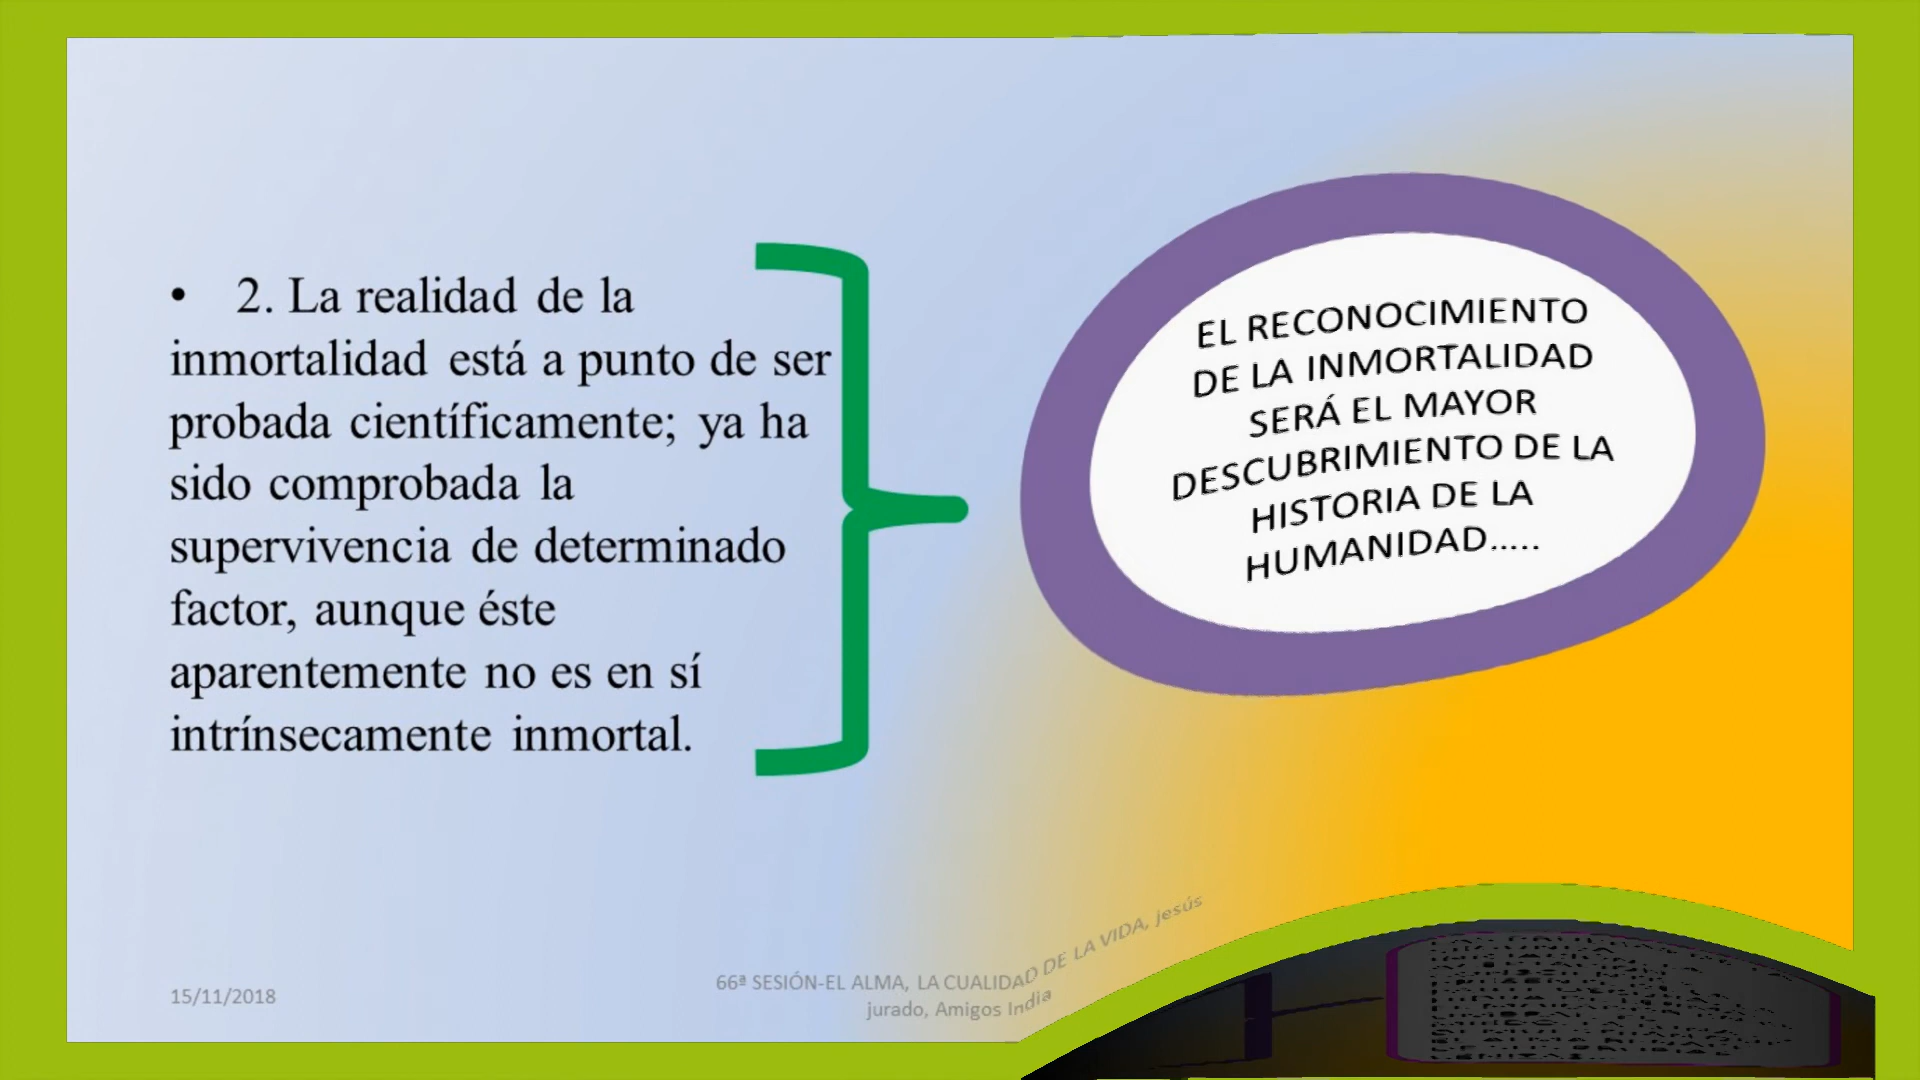 • 2. La realidad de la
inmortalidad está a punto de ser
probada científicamente; ya ha
sido comprobada la
supervivencia de determinado
factor, aunque éste
aparentemente no es en sí
intrínsecamente inmortal.
EL RECONOCIMIENTO
DE LA INMORTALIDAD
SERÁ EL MAYOR
DESCUBRIMIENTO DE LA
HISTORIA DE LA
HUMANIDAD.....
15/11/2018
66ª SESIÓN-EL ALMA, LA CUALIDAD DE LA VIDA, jesús
jurado, Amigos India